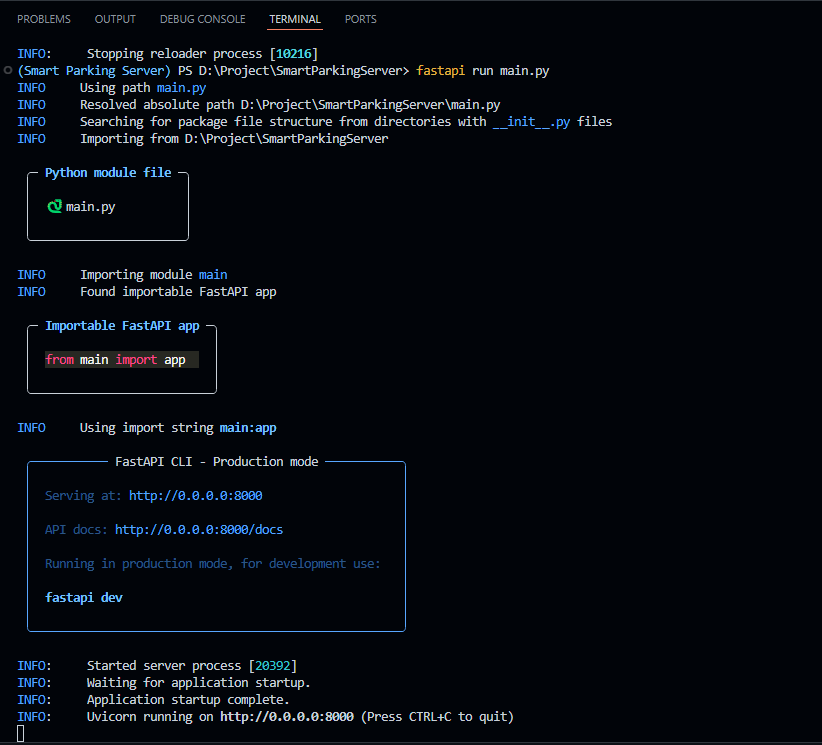 PROBLEMS OUTPUT DEBUG CONSOLE TERMINAL PORTS
INFO: Stopping reloader process [10216]
(Smart Parking Server) PS D:\Project\SmartParkingServer> fastapi run main.py
INFO Using path main.py
INFO Resolved absolute path D:\Project\SmartParkingServer\main.py
INFO Searching for package file structure from directories with __init__.py files
INFO Importing from D:\Project\SmartParkingServer
Python module file
🐍 main.py
INFO Importing module main
INFO Found importable FastAPI app
Importable FastAPI app
from main import app
INFO Using import string main:app
FastAPI CLI - Production mode
Serving at: http://0.0.0.0:8000
API docs: http://0.0.0.0:8000/docs
Running in production mode, for development use:
fastapi dev
INFO: Started server process [20392]
INFO: Waiting for application startup.
INFO: Application startup complete.
INFO: Uvicorn running on http://0.0.0.0:8000 (Press CTRL+C to quit)